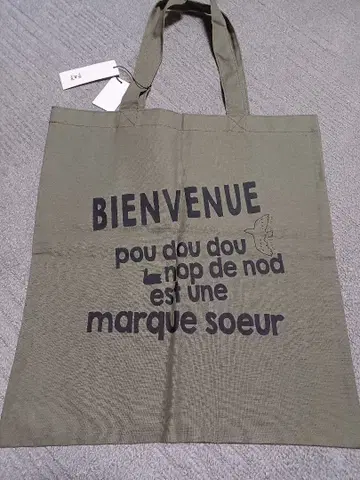 BIENVENUE
pou dou dou
nop de nod
est une
marque soeur